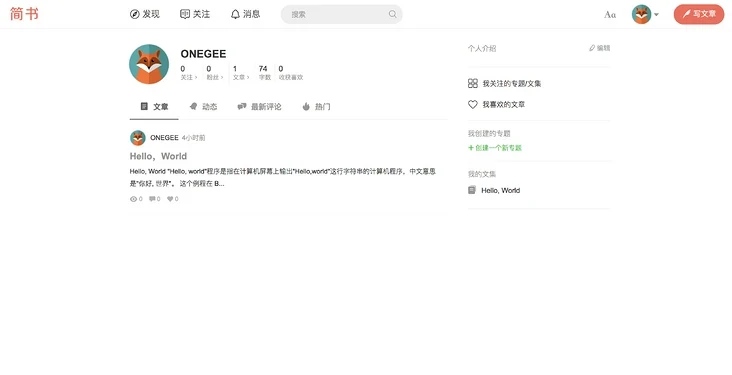 简书
发现 关注 消息 搜索 Aa 写文章
ONEGEE
0 0 1 74 0
关注 › 粉丝 › 文章 › 字数 收获喜欢
文章 动态 最新评论 热门
ONEGEE 4小时前
Hello，World
Hello, World "Hello, world"程序是指在计算机屏幕上输出"Hello,world"这行字符串的计算机程序，中文意思
是"你好, 世界"。 这个例程在 B...
0 0 0
个人介绍 编辑
我关注的专题/文集
我喜欢的文章
我创建的专题
+ 创建一个新专题
我的文集
Hello, World